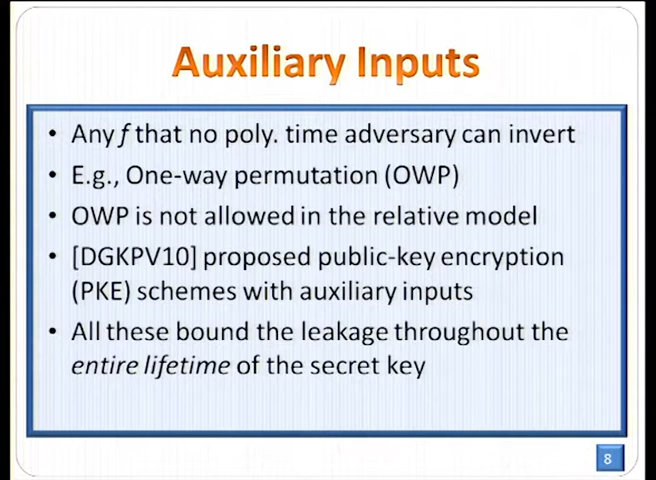 Auxiliary Inputs
• Any f that no poly. time adversary can invert
• E.g., One-way permutation (OWP)
• OWP is not allowed in the relative model
• [DGKPV10] proposed public-key encryption
(PKE) schemes with auxiliary inputs
• All these bound the leakage throughout the
entire lifetime of the secret key
8